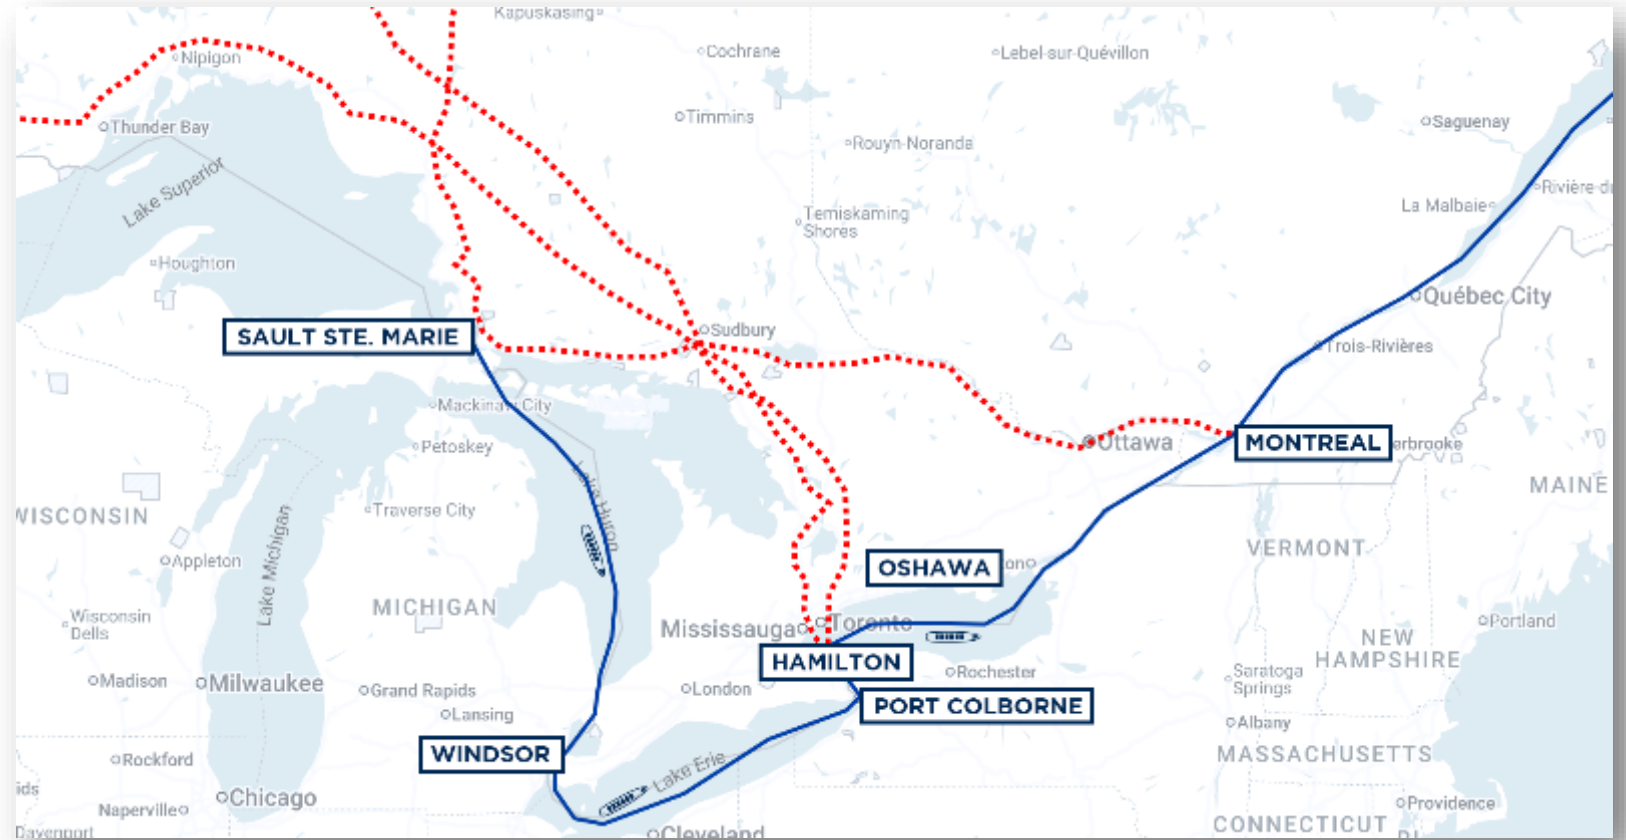 Kapuskasing
Nipigon
Cochrane
Lebel-sur-Quévillon
Thunder Bay
Timmins
Saguenay
Rouyn-Noranda
Lake Superior
Rivière d
La Malbaie
Temiskaming
Shores
Houghton
Québec City
SAULT STE. MARIE
Sudbury
Trois-Rivières
Mackinaw City
Petoskey
Ottawa
MONTREAL
erbrooke
MAINE
WISCONSIN
Traverse City
Lake Huron
Lake Michigan
Appleton
VERMONT
OSHAWA
ono
MICHIGAN
Wisconsin
Dells
Mississauga
Toronto
Portland
NEW
HAMPSHIRE
HAMILTON
Rochester
Saratoga
Springs
Madison
Milwaukee
Grand Rapids
London
Lansing
PORT COLBORNE
Albany
WINDSOR
MASSACHUSETTS
Rockford
Lake Erie
ids
Chicago
Naperville
Providence
CONNECTICUT
Davenport
Cleveland